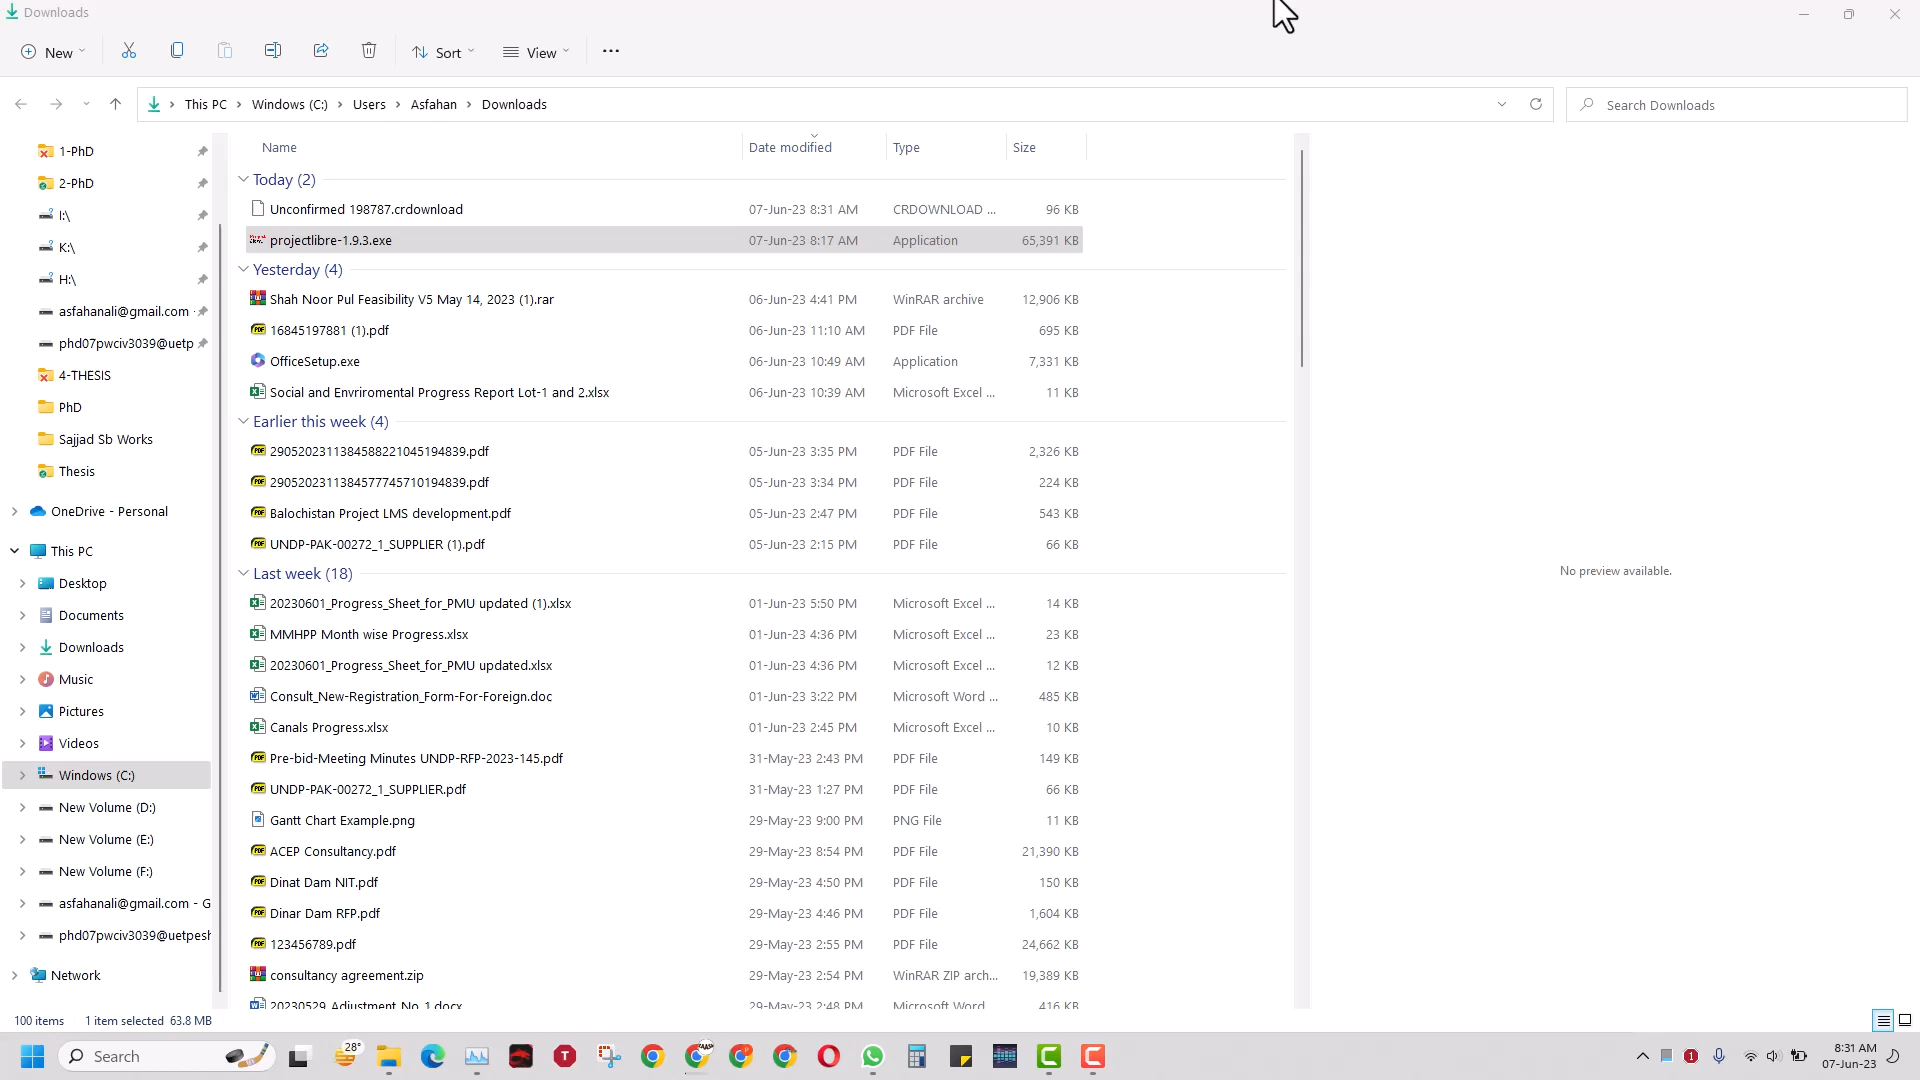 Downloads
New
Sort
View
This PC > Windows (C:) > Users > Asfahan > Downloads
Search Downloads
Name Date modified Type Size
1-PhD
2-PhD
I:\
K:\
H:\
asfahanali@gmail.com
phd07pwciv3039@uetp
4-THESIS
PhD
Sajjad Sb Works
Thesis
OneDrive - Personal
This PC
Desktop
Documents
Downloads
Music
Pictures
Videos
Windows (C:)
New Volume (D:)
New Volume (E:)
New Volume (F:)
asfahanali@gmail.com - G
phd07pwciv3039@uetpesh
Network
Today (2)
Unconfirmed 198787.crdownload 07-Jun-23 8:31 AM CRDOWNLOAD ... 96 KB
projectlibre-1.9.3.exe 07-Jun-23 8:17 AM Application 65,391 KB
Yesterday (4)
Shah Noor Pul Feasibility V5 May 14, 2023 (1).rar 06-Jun-23 4:41 PM WinRAR archive 12,906 KB
16845197881 (1).pdf 06-Jun-23 11:10 AM PDF File 695 KB
OfficeSetup.exe 06-Jun-23 10:49 AM Application 7,331 KB
Social and Enviromental Progress Report Lot-1 and 2.xlsx 06-Jun-23 10:39 AM Microsoft Excel ... 11 KB
Earlier this week (4)
290520231138458822104519​4839.pdf 05-Jun-23 3:35 PM PDF File 2,326 KB
2905202311384577745710194839.pdf 05-Jun-23 3:34 PM PDF File 224 KB
Balochistan Project LMS development.pdf 05-Jun-23 2:47 PM PDF File 543 KB
UNDP-PAK-00272_1_SUPPLIER (1).pdf 05-Jun-23 2:15 PM PDF File 66 KB
Last week (18)
20230601_Progress_Sheet_for_PMU updated (1).xlsx 01-Jun-23 5:50 PM Microsoft Excel ... 14 KB
MMHPP Month wise Progress.xlsx 01-Jun-23 4:36 PM Microsoft Excel ... 23 KB
20230601_Progress_Sheet_for_PMU updated.xlsx 01-Jun-23 4:36 PM Microsoft Excel ... 12 KB
Consult_New-Registration_Form-For-Foreign.doc 01-Jun-23 3:22 PM Microsoft Word ... 485 KB
Canals Progress.xlsx 01-Jun-23 2:45 PM Microsoft Excel ... 10 KB
Pre-bid-Meeting Minutes UNDP-RFP-2023-145.pdf 31-May-23 2:43 PM PDF File 149 KB
UNDP-PAK-00272_1_SUPPLIER.pdf 31-May-23 1:27 PM PDF File 66 KB
Gantt Chart Example.png 29-May-23 9:00 PM PNG File 11 KB
ACEP Consultancy.pdf 29-May-23 8:54 PM PDF File 21,390 KB
Dinat Dam NIT.pdf 29-May-23 4:50 PM PDF File 150 KB
Dinar Dam RFP.pdf 29-May-23 4:46 PM PDF File 1,604 KB
123456789.pdf 29-May-23 2:55 PM PDF File 24,662 KB
consultancy agreement.zip 29-May-23 2:54 PM WinRAR ZIP arch... 19,389 KB
20230529 Adjustment No 1.docx 29-May-23 2:48 PM Microsoft Word 416 KB
No preview available.
100 items 1 item selected 63.8 MB
Search
28°
8:31 AM
07-Jun-23